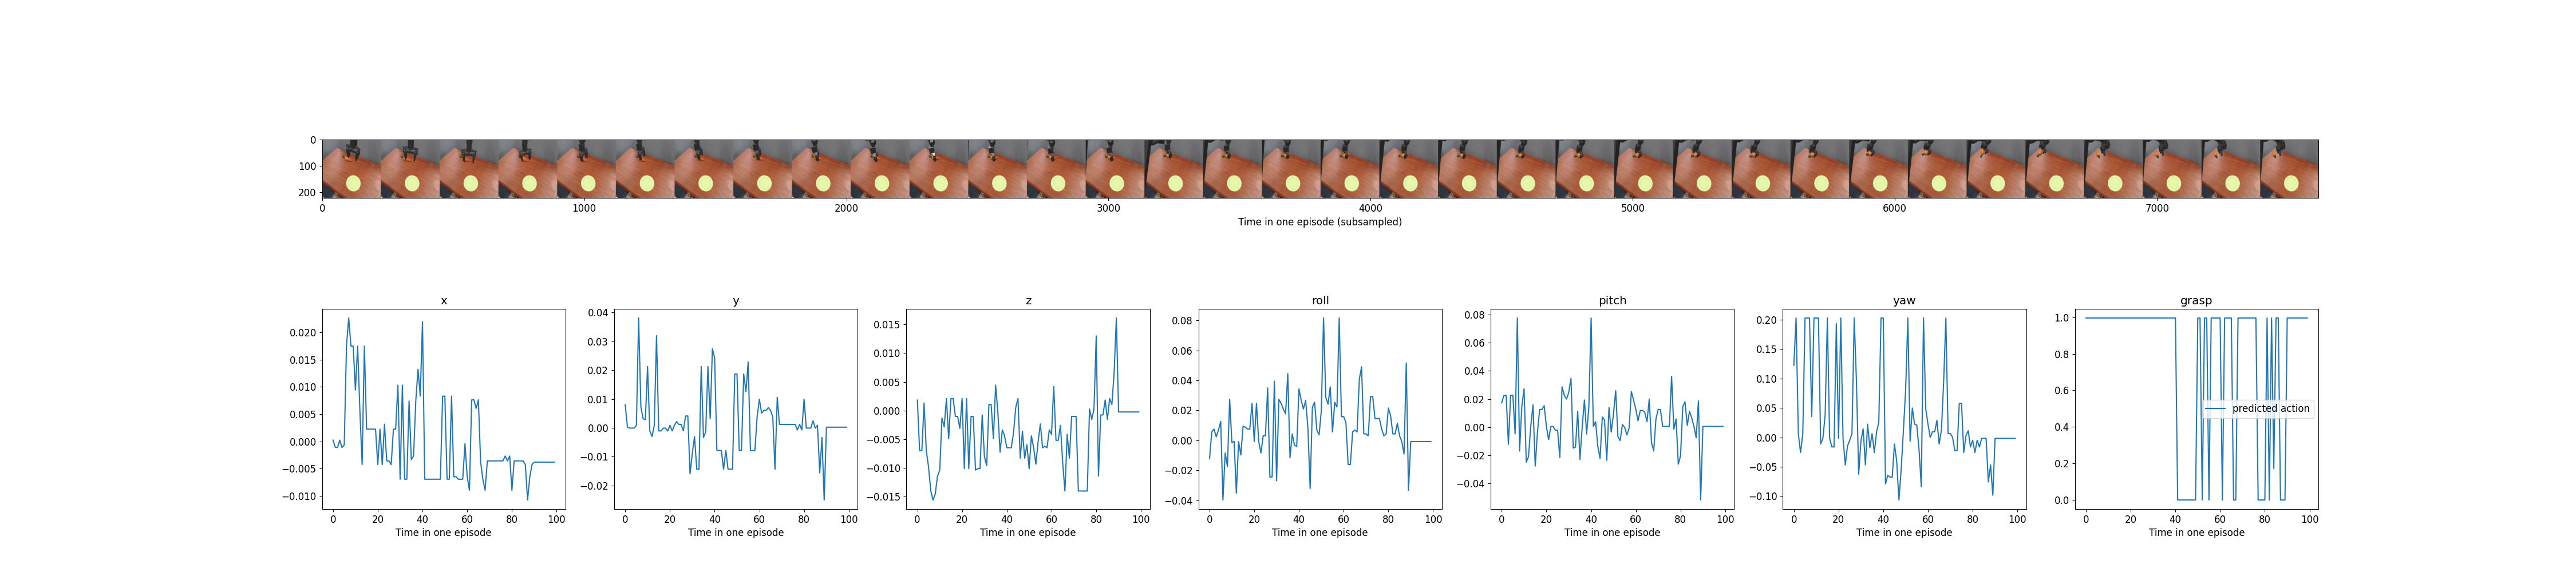 0
100
200
0 1000 2000 3000 4000 5000 6000 7000
Time in one episode (subsampled)
x
0.020
0.015
0.010
0.005
0.000
−0.005
−0.010
0 20 40 60 80 100
Time in one episode
y
0.04
0.03
0.02
0.01
0.00
−0.01
−0.02
0 20 40 60 80 100
Time in one episode
z
0.015
0.010
0.005
0.000
−0.005
−0.010
−0.015
0 20 40 60 80 100
Time in one episode
roll
0.08
0.06
0.04
0.02
0.00
−0.02
−0.04
0 20 40 60 80 100
Time in one episode
pitch
0.08
0.06
0.04
0.02
0.00
−0.02
−0.04
0 20 40 60 80 100
Time in one episode
yaw
0.20
0.15
0.10
0.05
0.00
−0.05
−0.10
0 20 40 60 80 100
Time in one episode
grasp
1.0
0.8
0.6
0.4
0.2
0.0
predicted action
0 20 40 60 80 100
Time in one episode